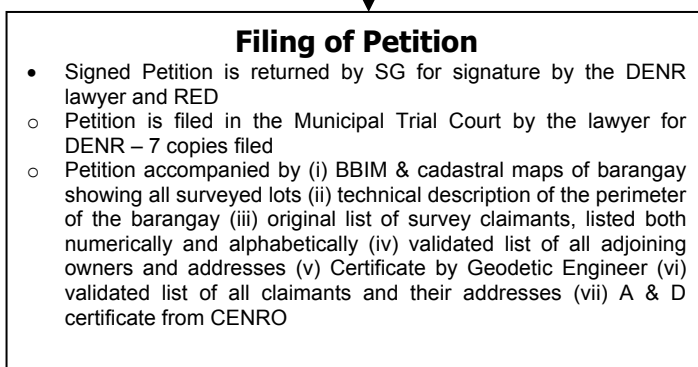 Filing of Petition
• Signed Petition is returned by SG for signature by the DENR
lawyer and RED
o Petition is filed in the Municipal Trial Court by the lawyer for
DENR – 7 copies filed
o Petition accompanied by (i) BBIM & cadastral maps of barangay
showing all surveyed lots (ii) technical description of the perimeter
of the barangay (iii) original list of survey claimants, listed both
numerically and alphabetically (iv) validated list of all adjoining
owners and addresses (v) Certificate by Geodetic Engineer (vi)
validated list of all claimants and their addresses (vii) A & D
certificate from CENRO